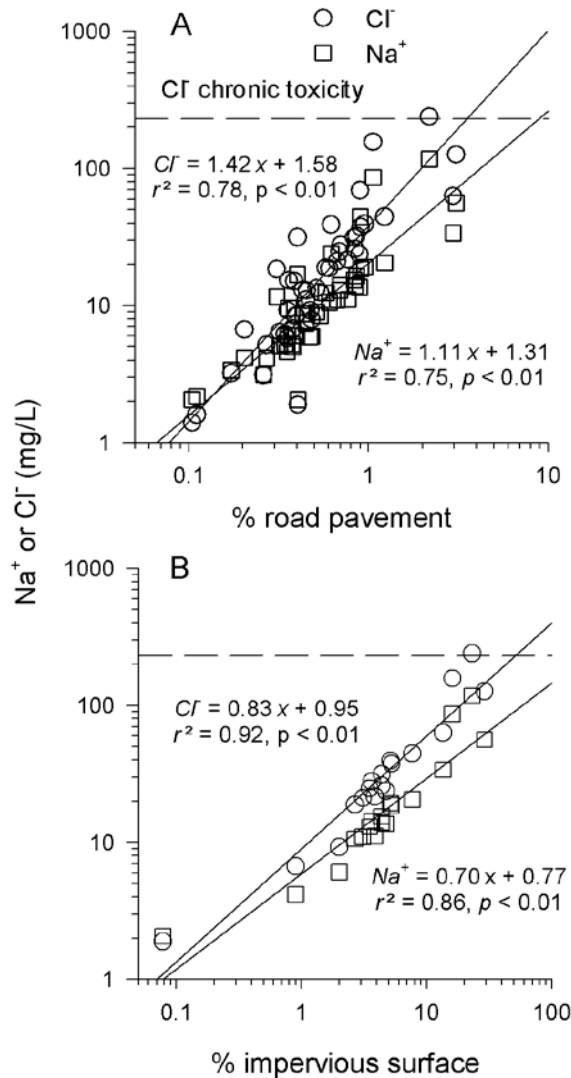 A
Cl⁻
Na⁺
1000
Cl⁻ chronic toxicity
100
Cl⁻ = 1.42 x + 1.58
r² = 0.78, p < 0.01
10
Na⁺ = 1.11 x + 1.31
r² = 0.75, p < 0.01
1
0.1 1 10
% road pavement
Na⁺ or Cl⁻ (mg/L)
B
1000
100
Cl⁻ = 0.83 x + 0.95
r² = 0.92, p < 0.01
10
Na⁺ = 0.70 x + 0.77
r² = 0.86, p < 0.01
1
0.1 1 10 100
% impervious surface